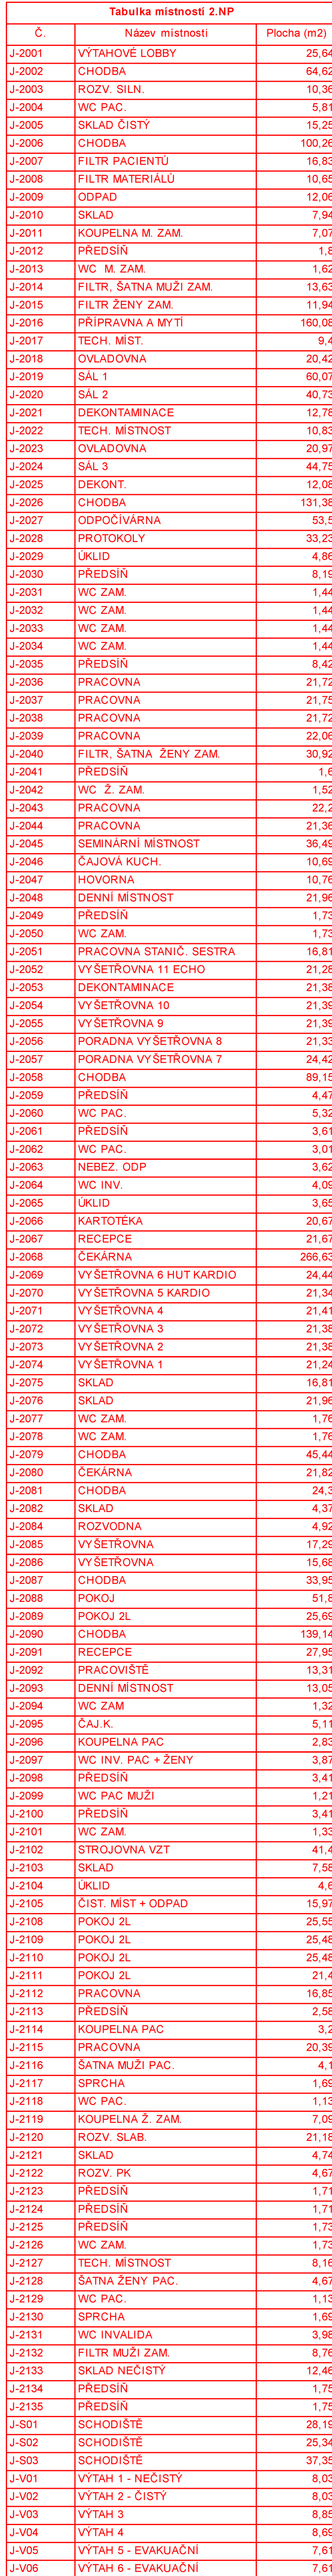 Tabulka místností 2.NP
Č. Název místnosti Plocha (m2)
J-2001 VÝTAHOVÉ LOBBY 25,64
J-2002 CHODBA 64,62
J-2003 ROZV. SILN. 10,36
J-2004 WC PAC. 5,81
J-2005 SKLAD ČISTÝ 15,25
J-2006 CHODBA 100,26
J-2007 FILTR PACIENTŮ 16,83
J-2008 FILTR MATERIÁLŮ 10,65
J-2009 ODPAD 12,06
J-2010 SKLAD 7,94
J-2011 KOUPELNA M. ZAM. 7,07
J-2012 PŘEDSÍŇ 1,8
J-2013 WC M. ZAM. 1,62
J-2014 FILTR, ŠATNA MUŽI ZAM. 13,63
J-2015 FILTR ŽENY ZAM. 11,94
J-2016 PŘÍPRAVNA A MYTÍ 160,09
J-2017 TECH. MÍST. 9,4
J-2018 OVLADOVNA 20,42
J-2019 SÁL 1 60,07
J-2020 SÁL 2 40,73
J-2021 DEKONTAMINACE 12,78
J-2022 TECH. MÍSTNOST 10,83
J-2023 OVLADOVNA 20,97
J-2024 SÁL 3 44,75
J-2025 DEKONT. 12,08
J-2026 CHODBA 131,38
J-2027 ODPOČÍVÁRNA 53,5
J-2028 PROTOKOLY 33,23
J-2029 ÚKLID 4,86
J-2030 PŘEDSÍŇ 8,19
J-2031 WC ZAM. 1,44
J-2032 WC ZAM. 1,44
J-2033 WC ZAM. 1,44
J-2034 WC ZAM. 1,44
J-2035 PŘEDSÍŇ 8,42
J-2036 PRACOVNA 21,72
J-2037 PRACOVNA 21,75
J-2038 PRACOVNA 21,72
J-2039 PRACOVNA 22,06
J-2040 FILTR, ŠATNA ŽENY ZAM. 30,92
J-2041 PŘEDSÍŇ 1,6
J-2042 WC Ž. ZAM. 1,52
J-2043 PRACOVNA 22,2
J-2044 PRACOVNA 21,36
J-2045 SEMINÁRNÍ MÍSTNOST 36,49
J-2046 ČAJOVÁ KUCH. 10,69
J-2047 HOVORNA 10,76
J-2048 DENNÍ MÍSTNOST 21,96
J-2049 PŘEDSÍŇ 1,73
J-2050 WC ZAM. 1,73
J-2051 PRACOVNA STANIČ. SESTRA 16,81
J-2052 VYŠETŘOVNA 11 ECHO 21,28
J-2053 DEKONTAMINACE 21,38
J-2054 VYŠETŘOVNA 10 21,39
J-2055 VYŠETŘOVNA 9 21,39
J-2056 PORADNA VYŠETŘOVNA 8 21,33
J-2057 PORADNA VYŠETŘOVNA 7 24,42
J-2058 CHODBA 89,15
J-2059 PŘEDSÍŇ 4,47
J-2060 WC PAC. 5,32
J-2061 PŘEDSÍŇ 3,61
J-2062 WC PAC. 3,01
J-2063 NEBEZ. ODP 3,62
J-2064 WC INV. 4,09
J-2065 ÚKLID 3,65
J-2066 KARTOTÉKA 20,67
J-2067 RECEPCE 21,67
J-2068 ČEKÁRNA 266,63
J-2069 VYŠETŘOVNA 6 HUT KARDIO 24,44
J-2070 VYŠETŘOVNA 5 KARDIO 21,34
J-2071 VYŠETŘOVNA 4 21,41
J-2072 VYŠETŘOVNA 3 21,38
J-2073 VYŠETŘOVNA 2 21,38
J-2074 VYŠETŘOVNA 1 21,24
J-2075 SKLAD 16,81
J-2076 SKLAD 21,96
J-2077 WC ZAM. 1,76
J-2078 WC ZAM. 1,76
J-2079 CHODBA 45,44
J-2080 ČEKÁRNA 21,82
J-2081 CHODBA 24,3
J-2082 SKLAD 4,37
J-2084 ROZVODNA 4,92
J-2085 VYŠETŘOVNA 17,29
J-2086 VYŠETŘOVNA 15,68
J-2087 CHODBA 33,95
J-2088 POKOJ 51,8
J-2089 POKOJ 2L 25,69
J-2090 CHODBA 139,14
J-2091 RECEPCE 27,95
J-2092 PRACOVIŠTĚ 13,31
J-2093 DENNÍ MÍSTNOST 13,05
J-2094 WC ZAM 1,32
J-2095 ČAJ.K. 5,11
J-2096 KOUPELNA PAC 2,83
J-2097 WC INV. PAC + ŽENY 3,87
J-2098 PŘEDSÍŇ 3,41
J-2099 WC PAC MUŽI 1,21
J-2100 PŘEDSÍŇ 3,41
J-2101 WC ZAM. 1,33
J-2102 STROJOVNA VZT 41,4
J-2103 SKLAD 7,58
J-2104 ÚKLID 4,6
J-2105 ČIST. MÍST + ODPAD 15,97
J-2108 POKOJ 2L 25,55
J-2109 POKOJ 2L 25,48
J-2110 POKOJ 2L 25,48
J-2111 POKOJ 2L 21,4
J-2112 PRACOVNA 16,85
J-2113 PŘEDSÍŇ 2,58
J-2114 KOUPELNA PAC 3,2
J-2115 PRACOVNA 20,39
J-2116 ŠATNA MUŽI PAC. 4,1
J-2117 SPRCHA 1,69
J-2118 WC PAC. 1,13
J-2119 KOUPELNA Ž. ZAM. 7,09
J-2120 ROZV. SLAB. 21,18
J-2121 SKLAD 4,74
J-2122 ROZV. PK 4,67
J-2123 PŘEDSÍŇ 1,71
J-2124 PŘEDSÍŇ 1,71
J-2125 PŘEDSÍŇ 1,73
J-2126 WC ZAM. 1,73
J-2127 TECH. MÍSTNOST 8,16
J-2128 ŠATNA ŽENY PAC. 4,67
J-2129 WC PAC. 1,13
J-2130 SPRCHA 1,69
J-2131 WC INVALIDA 3,98
J-2132 FILTR MUŽI ZAM. 8,76
J-2133 SKLAD NEČISTÝ 12,46
J-2134 PŘEDSÍŇ 1,75
J-2135 PŘEDSÍŇ 1,75
J-S01 SCHODIŠTĚ 28,19
J-S02 SCHODIŠTĚ 25,34
J-S03 SCHODIŠTĚ 37,35
J-V01 VÝTAH 1 - NEČISTÝ 8,03
J-V02 VÝTAH 2 - ČISTÝ 8,03
J-V03 VÝTAH 3 8,85
J-V04 VÝTAH 4 8,69
J-V05 VÝTAH 5 - EVAKUAČNÍ 7,61
J-V06 VÝTAH 6 - EVAKUAČNÍ 7,61